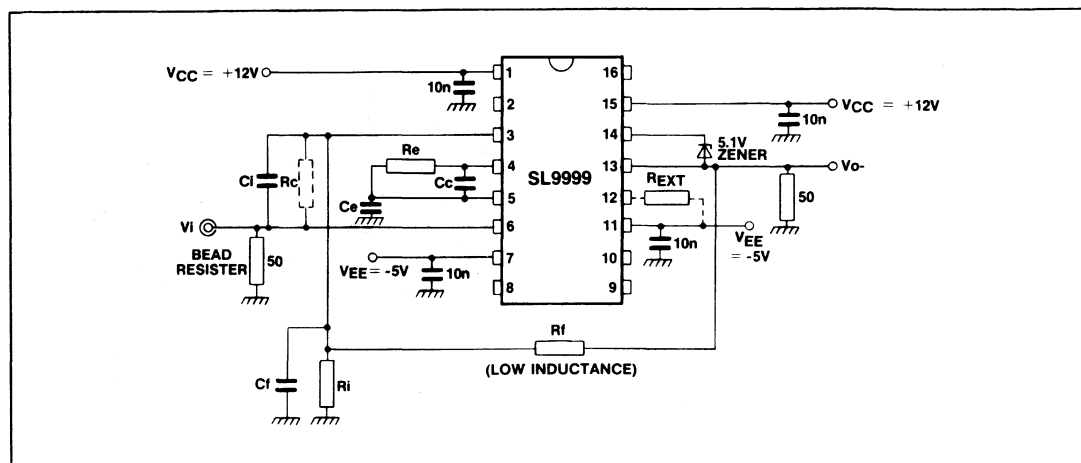 VCC = +12V
10n
1
2
3
4
5
6
7
8
16
15
14
13
12
11
10
9
SL9999
10n
VCC = +12V
5.1V
ZENER
Vo-
REXT
50
10n
VEE
= -5V
Re
Cc
Ce
CI
Rc
Vi
BEAD
RESISTER
50
VEE = -5V
10n
Rf
(LOW INDUCTANCE)
Cf
Ri